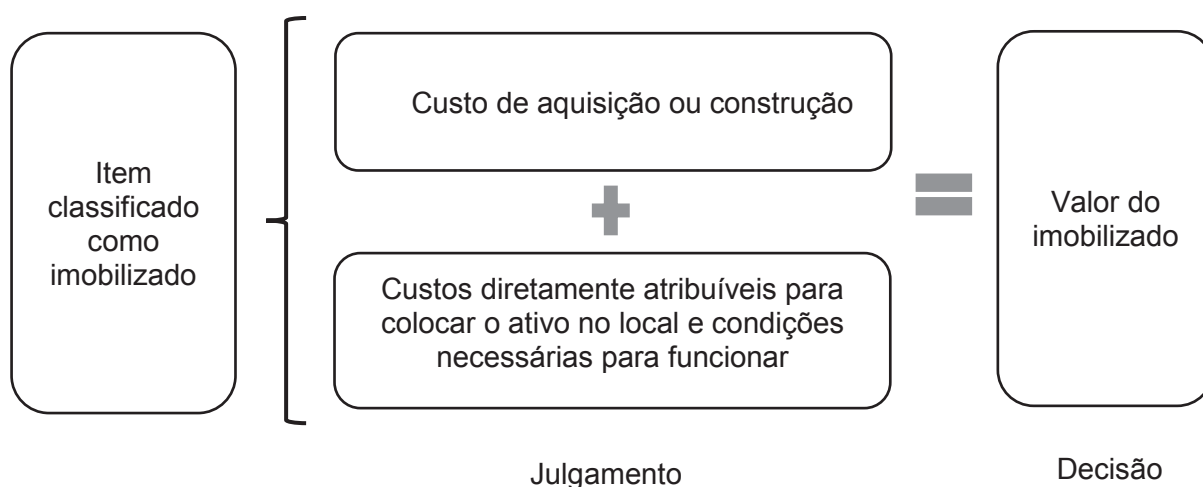 Item
classificado
como
imobilizado
Custo de aquisição ou construção
Custos diretamente atribuíveis para
colocar o ativo no local e condições
necessárias para funcionar
Valor do
imobilizado
Julgamento
Decisão